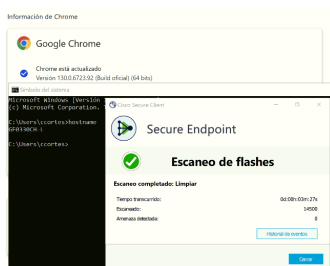 Información de Chrome
Google Chrome
Chrome está actualizado
Versión 130.0.6723.92 (Build oficial) (64 bits)
Símbolo del sistema
Microsoft Windows [Versión
(c) Microsoft Corporation.
C:\Users\ccortes>hostname
C:\Users\ccortes>
Cisco Secure Client
Secure Endpoint
Escaneo de flashes
Escaneo completado: Limpiar
Tiempo transcurrido: 0d:00h:03m:27s
Escaneado: 14500
Amenaza detectada: 0
Historial de eventos
Cerrar